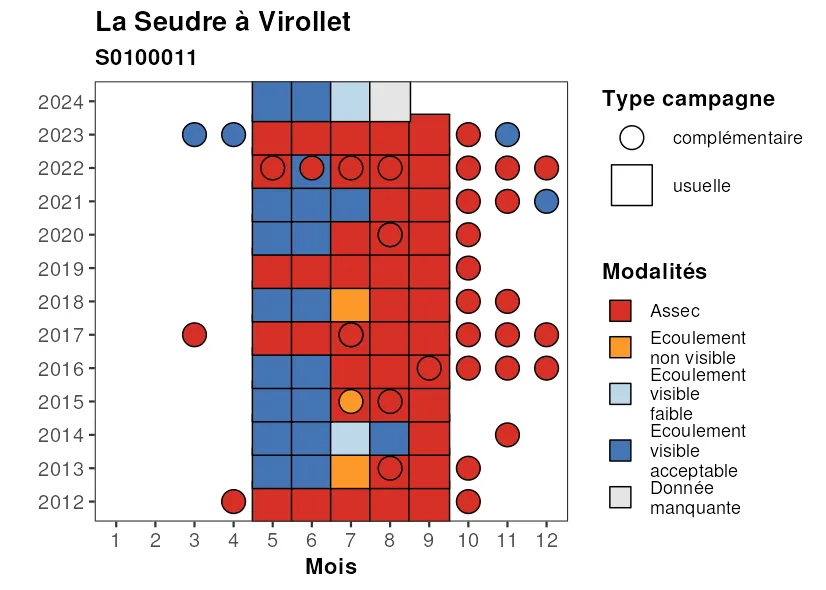 La Seudre à Virollet
S0100011
2024
2023
2022
2021
2020
2019
2018
2017
2016
2015
2014
2013
2012
1 2 3 4 5 6 7 8 9 10 11 12
Mois
Type campagne
complémentaire
usuelle
Modalités
Assec
Ecoulement
non visible
Ecoulement
visible
faible
Ecoulement
visible
acceptable
Donnée
manquante